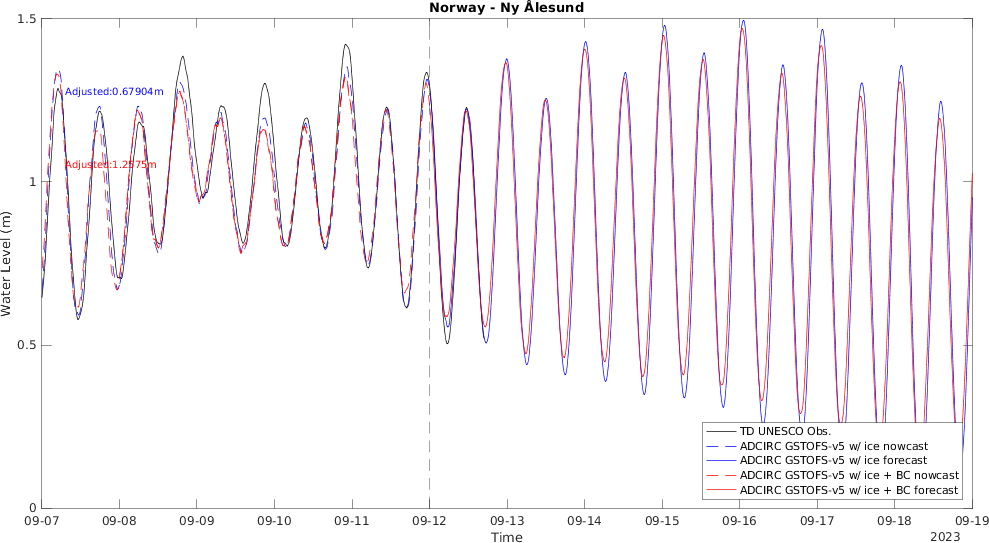 Norway - Ny Ålesund
1.5
1
0.5
0
Water Level (m)
Adjusted:0.67904m
Adjusted:1.2575m
TD UNESCO Obs.
ADCIRC GSTOFS-v5 w/ ice nowcast
ADCIRC GSTOFS-v5 w/ ice forecast
ADCIRC GSTOFS-v5 w/ ice + BC nowcast
ADCIRC GSTOFS-v5 w/ ice + BC forecast
09-07 09-08 09-09 09-10 09-11 09-12 09-13 09-14 09-15 09-16 09-17 09-18 09-19
Time
2023